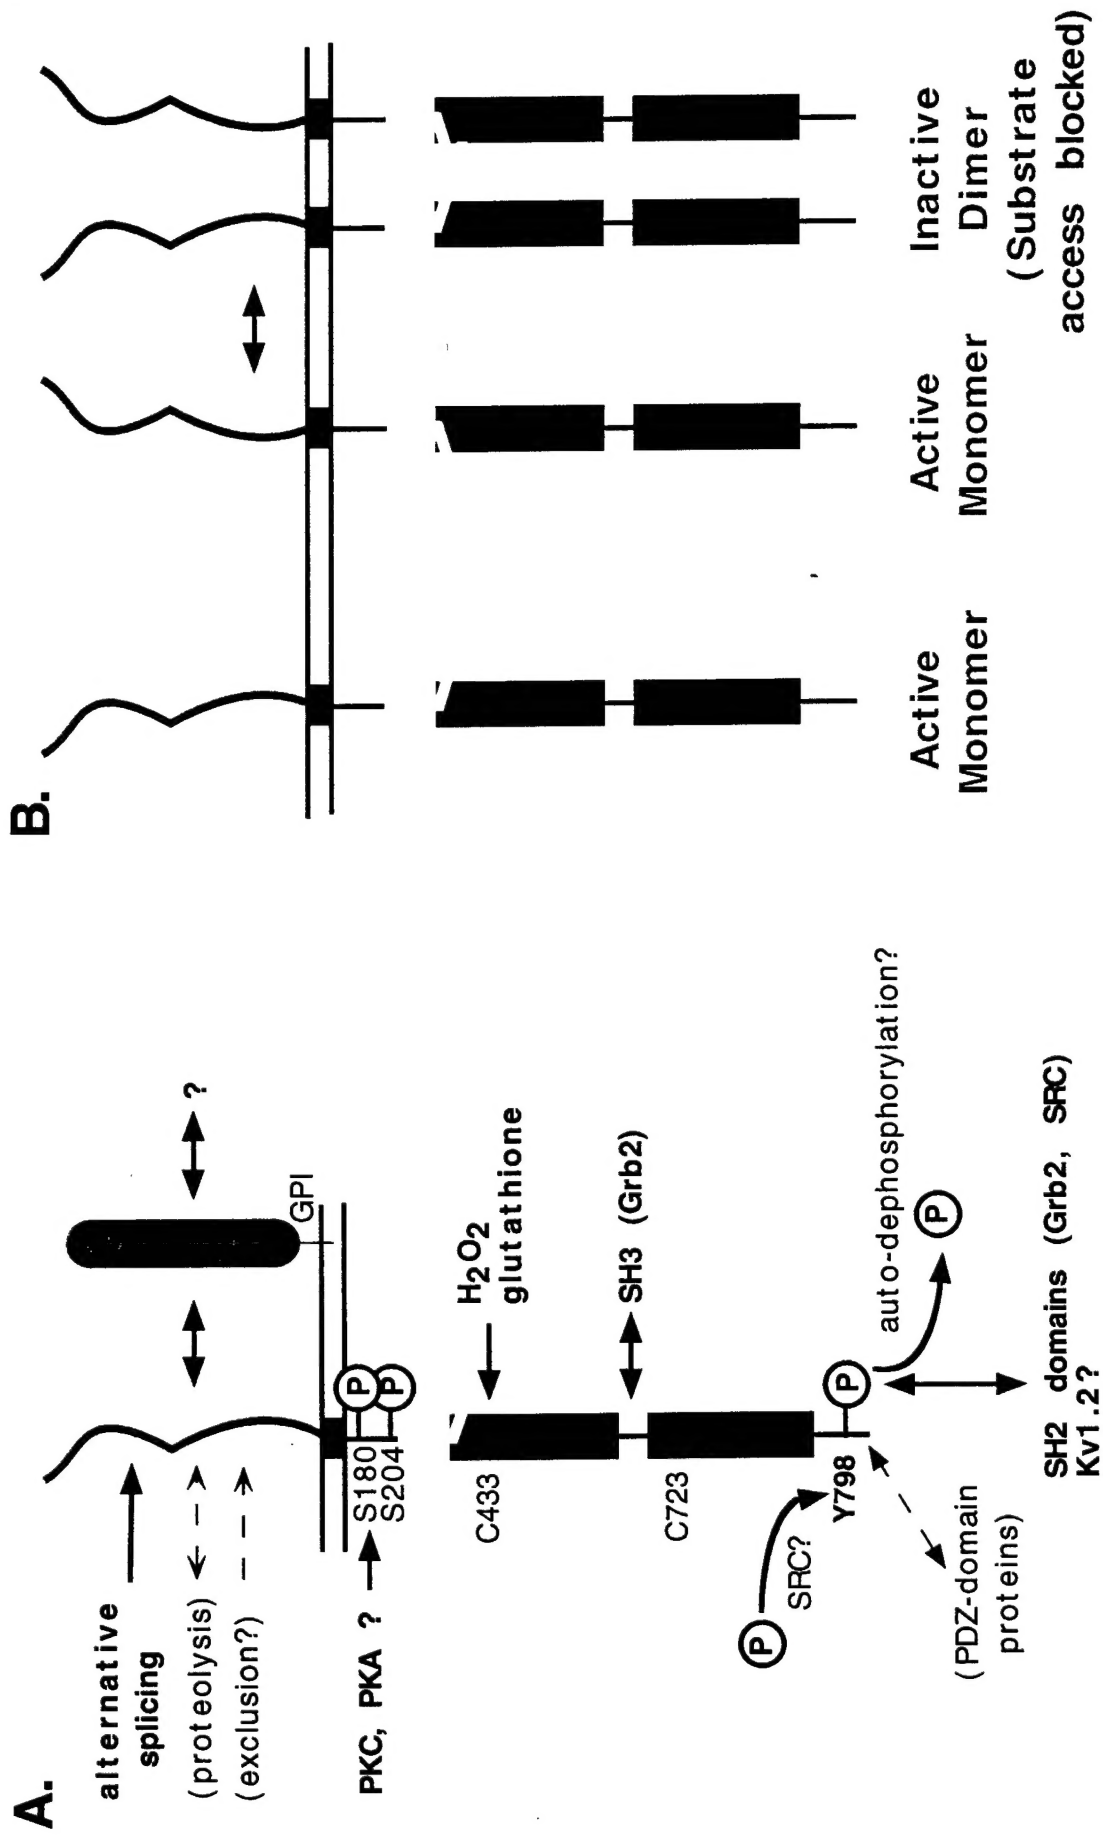 A.
alternative
splicing
(proteolysis)
(exclusion?)
?
GPI
PKC, PKA ?
S180
S204
P
P
C433
H2O2
glutathione
SH3 (Grb2)
C723
P
SRC?
Y798
P
auto-dephosphorylation?
P
(PDZ-domain
proteins)
SH2 domains (Grb2, SRC)
Kv1.2?
B.
Active
Monomer
Active
Monomer
Inactive
Dimer
(Substrate
access blocked)